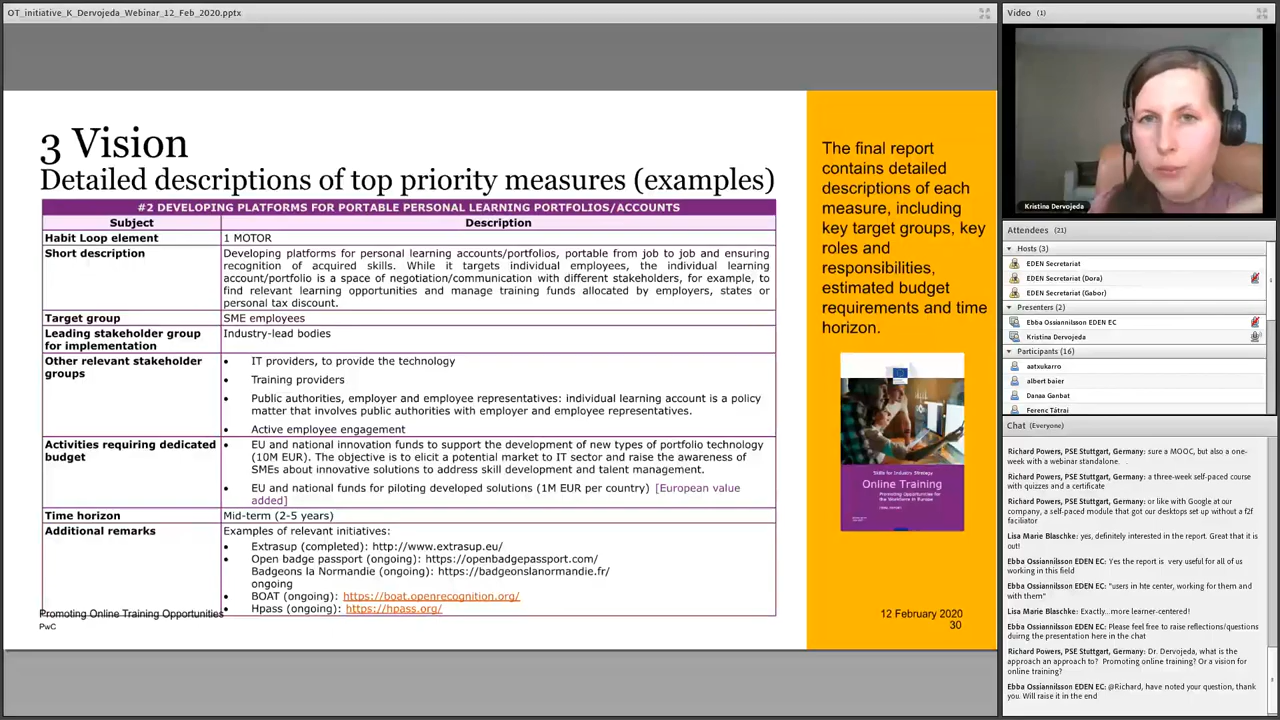 OT_initiative_K_Dervojeda_Webinar_12_Feb_2020.pptx
3 Vision
Detailed descriptions of top priority measures (examples)
#2 DEVELOPING PLATFORMS FOR PORTABLE PERSONAL LEARNING PORTFOLIOS/ACCOUNTS
Subject
Description
Habit Loop element
1 MOTOR
Short description
Developing platforms for personal learning accounts/portfolios, portable from job to job and ensuring
recognition of acquired skills. While it targets individual employees, the individual learning
account/portfolio is a space of negotiation/communication with different stakeholders, for example, to
find relevant learning opportunities and manage training funds allocated by employers, states or
personal tax discount.
Target group
SME employees
Leading stakeholder group
for implementation
Industry-lead bodies
Other relevant stakeholder
groups
• IT providers, to provide the technology
• Training providers
• Public authorities, employer and employee representatives: individual learning account is a policy
matter that involves public authorities with employer and employee representatives.
• Active employee engagement
Activities requiring dedicated
budget
• EU and national innovation funds to support the development of new types of portfolio technology
(10M EUR). The objective is to elicit a potential market to IT sector and raise the awareness of
SMEs about innovative solutions to address skill development and talent management.
• EU and national funds for piloting developed solutions (1M EUR per country) [European value
added]
Time horizon
Mid-term (2-5 years)
Additional remarks
Examples of relevant initiatives:
• Extrasup (completed): http://www.extrasup.eu/
• Open badge passport (ongoing): https://openbadgepassport.com/
Badgeons la Normandie (ongoing): https://badgeonslanormandie.fr/
ongoing
• BOAT (ongoing): https://boat.openrecognition.org/
• Hpass (ongoing): https://hpass.org/
Promoting Online Training Opportunities
PwC
The final report
contains detailed
descriptions of each
measure, including
key target groups, key
roles and
responsibilities,
estimated budget
requirements and time
horizon.
Skills for Industry Strategy
Online Training
Promoting Opportunities for
the Workforce in Europe
12 February 2020
30
Video (1)
Kristina Dervojeda
Attendees (21)
Hosts (3)
EDEN Secretariat
EDEN Secretariat (Dora)
EDEN Secretariat (Gabor)
Presenters (2)
Ebba Ossiannilsson EDEN EC
Kristina Dervojeda
Participants (16)
aatxukarro
albert baier
Danaa Ganbat
Ferenc Tátrai
Chat (Everyone)
Richard Powers, PSE Stuttgart, Germany: sure a MOOC, but also a one-
week with a webinar standalone.
Richard Powers, PSE Stuttgart, Germany: a three-week self-paced course
with quizzes and a certificate
Richard Powers, PSE Stuttgart, Germany: or like with Google at our
company, a self-paced module that got our desktops set up without a f2f
faciliator
Lisa Marie Blaschke: yes, definitely interested in the report. Great that it is
out!
Ebba Ossiannilsson EDEN EC: Yes the report is very useful for all of us
working in this field
Ebba Ossiannilsson EDEN EC: "users in hte center, working for them and
with them"
Lisa Marie Blaschke: Exactly...more learner-centered!
Ebba Ossiannilsson EDEN EC: Please feel free to raise reflections/questions
duirng the presentation here in the chat
Richard Powers, PSE Stuttgart, Germany: Dr. Dervojeda, what is the
approach an approach to? Promoting online training? Or a vision for
online training?
Ebba Ossiannilsson EDEN EC: @Richard, have noted your question, thank
you. Will raise it in the end